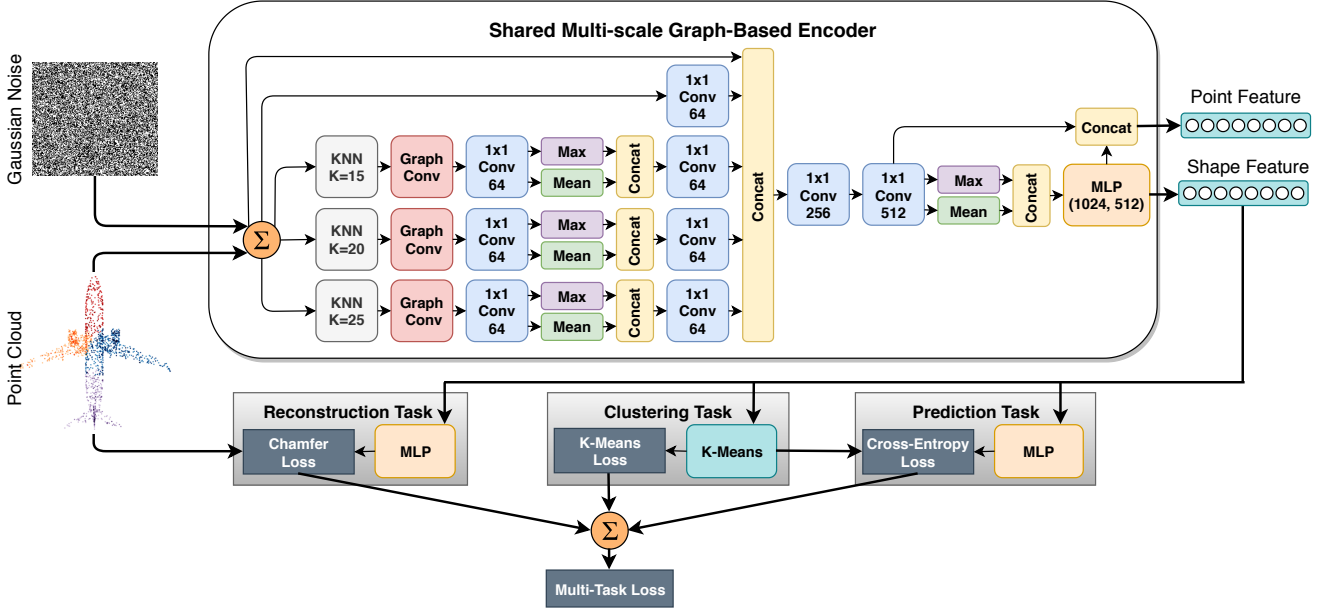 Shared Multi-scale Graph-Based Encoder
Gaussian Noise
Point Cloud
Σ
1x1
Conv
64
KNN
K=15
Graph
Conv
1x1
Conv
64
Max
Mean
Concat
1x1
Conv
64
KNN
K=20
Graph
Conv
1x1
Conv
64
Max
Mean
Concat
1x1
Conv
64
KNN
K=25
Graph
Conv
1x1
Conv
64
Max
Mean
Concat
1x1
Conv
64
Concat
1x1
Conv
256
1x1
Conv
512
Max
Mean
Concat
MLP
(1024, 512)
Concat
Point Feature
Shape Feature
Reconstruction Task
Chamfer
Loss
MLP
Clustering Task
K-Means
Loss
K-Means
Prediction Task
Cross-Entropy
Loss
MLP
Σ
Multi-Task Loss